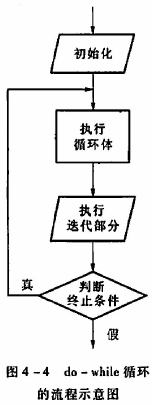 初始化
执行
循环体
执行
迭代部分
真
判断
终止条件
假
图 4-4 do-while 循环
的流程示意图